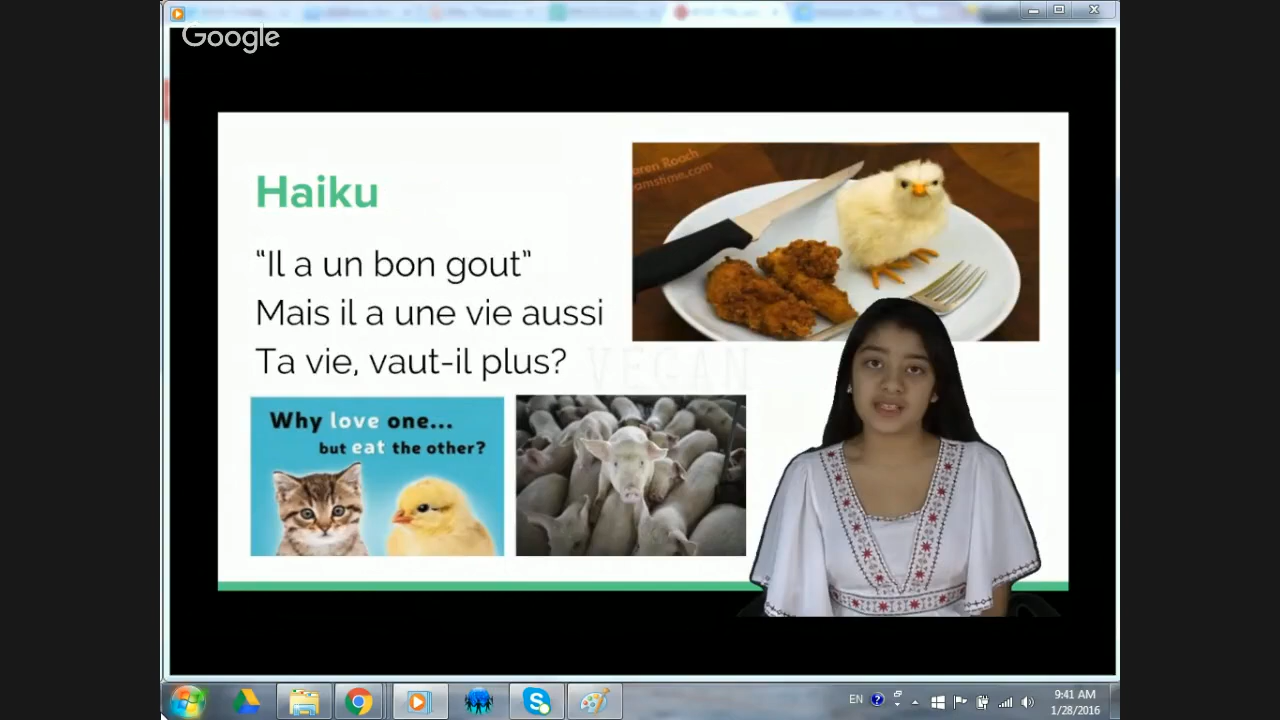 Google
Haiku
“Il a un bon gout”
Mais il a une vie aussi
Ta vie, vaut-il plus?
VEGAN
Why love one...
but eat the other?
EN
9:41 AM
1/28/2016